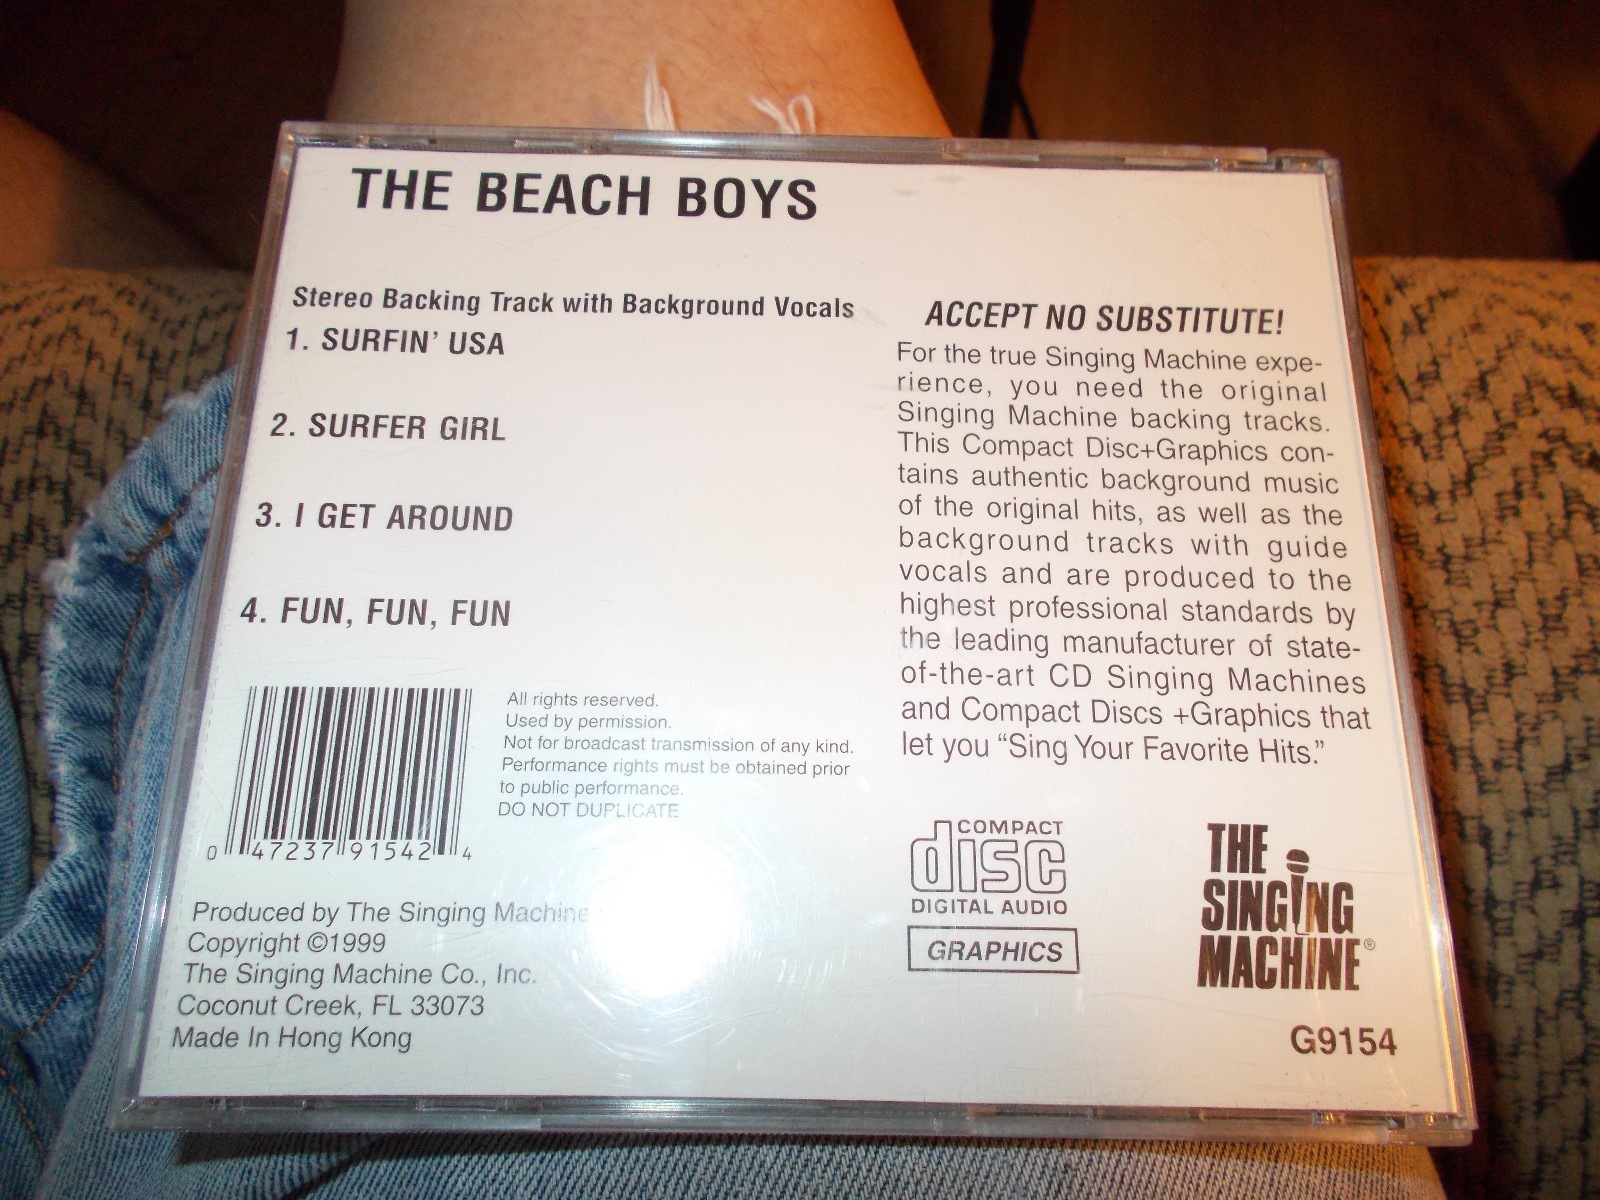 THE BEACH BOYS
Stereo Backing Track with Background Vocals
1. SURFIN' USA
2. SURFER GIRL
3. I GET AROUND
4. FUN, FUN, FUN
0 47237 91542 4
All rights reserved.
Used by permission.
Not for broadcast transmission of any kind.
Performance rights must be obtained prior
to public performance.
DO NOT DUPLICATE
Produced by The Singing Machine
Copyright ©1999
The Singing Machine Co., Inc.
Coconut Creek, FL 33073
Made In Hong Kong
ACCEPT NO SUBSTITUTE!
For the true Singing Machine expe-
rience, you need the original
Singing Machine backing tracks.
This Compact Disc+Graphics con-
tains authentic background music
of the original hits, as well as the
background tracks with guide
vocals and are produced to the
highest professional standards by
the leading manufacturer of state-
of-the-art CD Singing Machines
and Compact Discs +Graphics that
let you “Sing Your Favorite Hits.”
COMPACT
disc
DIGITAL AUDIO
GRAPHICS
THE
SINGING
MACHINE®
G9154